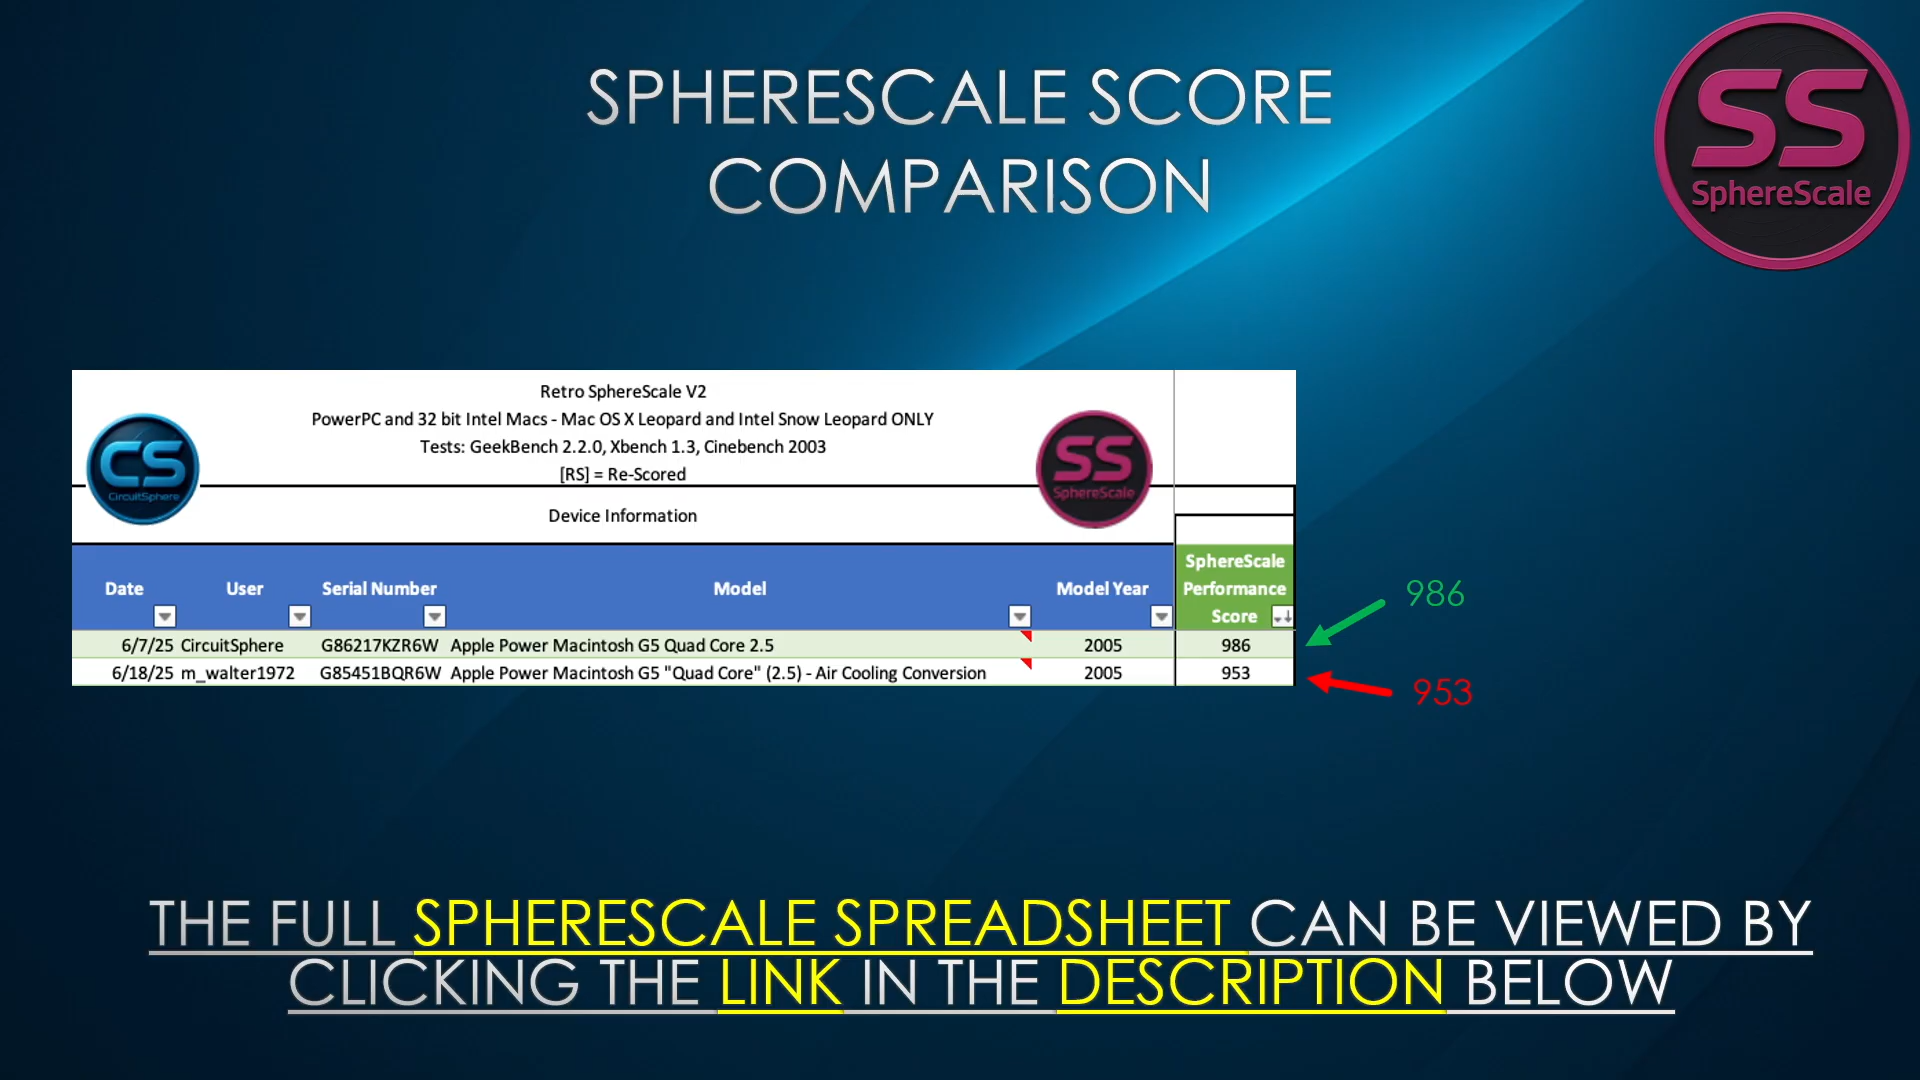 SPHERESCALE SCORE
COMPARISON
SS
SphereScale
Retro SphereScale V2
PowerPC and 32 bit Intel Macs - Mac OS X Leopard and Intel Snow Leopard ONLY
Tests: GeekBench 2.2.0, Xbench 1.3, Cinebench 2003
[RS] = Re-Scored
CS
CircuitSphere
SS
SphereScale
Device Information
Date User Serial Number Model Model Year SphereScale Performance Score
6/7/25 CircuitSphere G86217KZR6W Apple Power Macintosh G5 Quad Core 2.5 2005 986
6/18/25 m_walter1972 G85451BQR6W Apple Power Macintosh G5 "Quad Core" (2.5) - Air Cooling Conversion 2005 953
986
953
THE FULL SPHERESCALE SPREADSHEET CAN BE VIEWED BY
CLICKING THE LINK IN THE DESCRIPTION BELOW